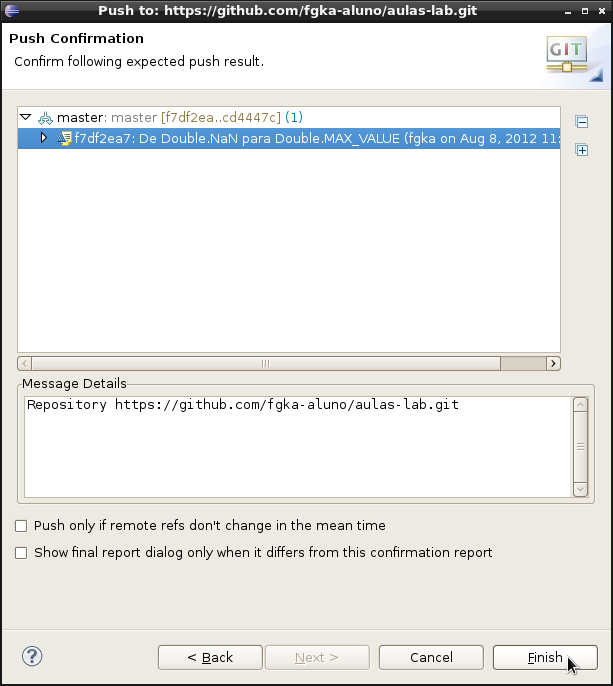 Push to: https://github.com/fgka-aluno/aulas-lab.git
Push Confirmation
Confirm following expected push result.
GIT
master: master [f7df2ea..cd4447c] (1)
f7df2ea7: De Double.NaN para Double.MAX_VALUE (fgka on Aug 8, 2012 11:
Message Details
Repository https://github.com/fgka-aluno/aulas-lab.git
Push only if remote refs don't change in the mean time
Show final report dialog only when it differs from this confirmation report
< Back
Next >
Cancel
Finish